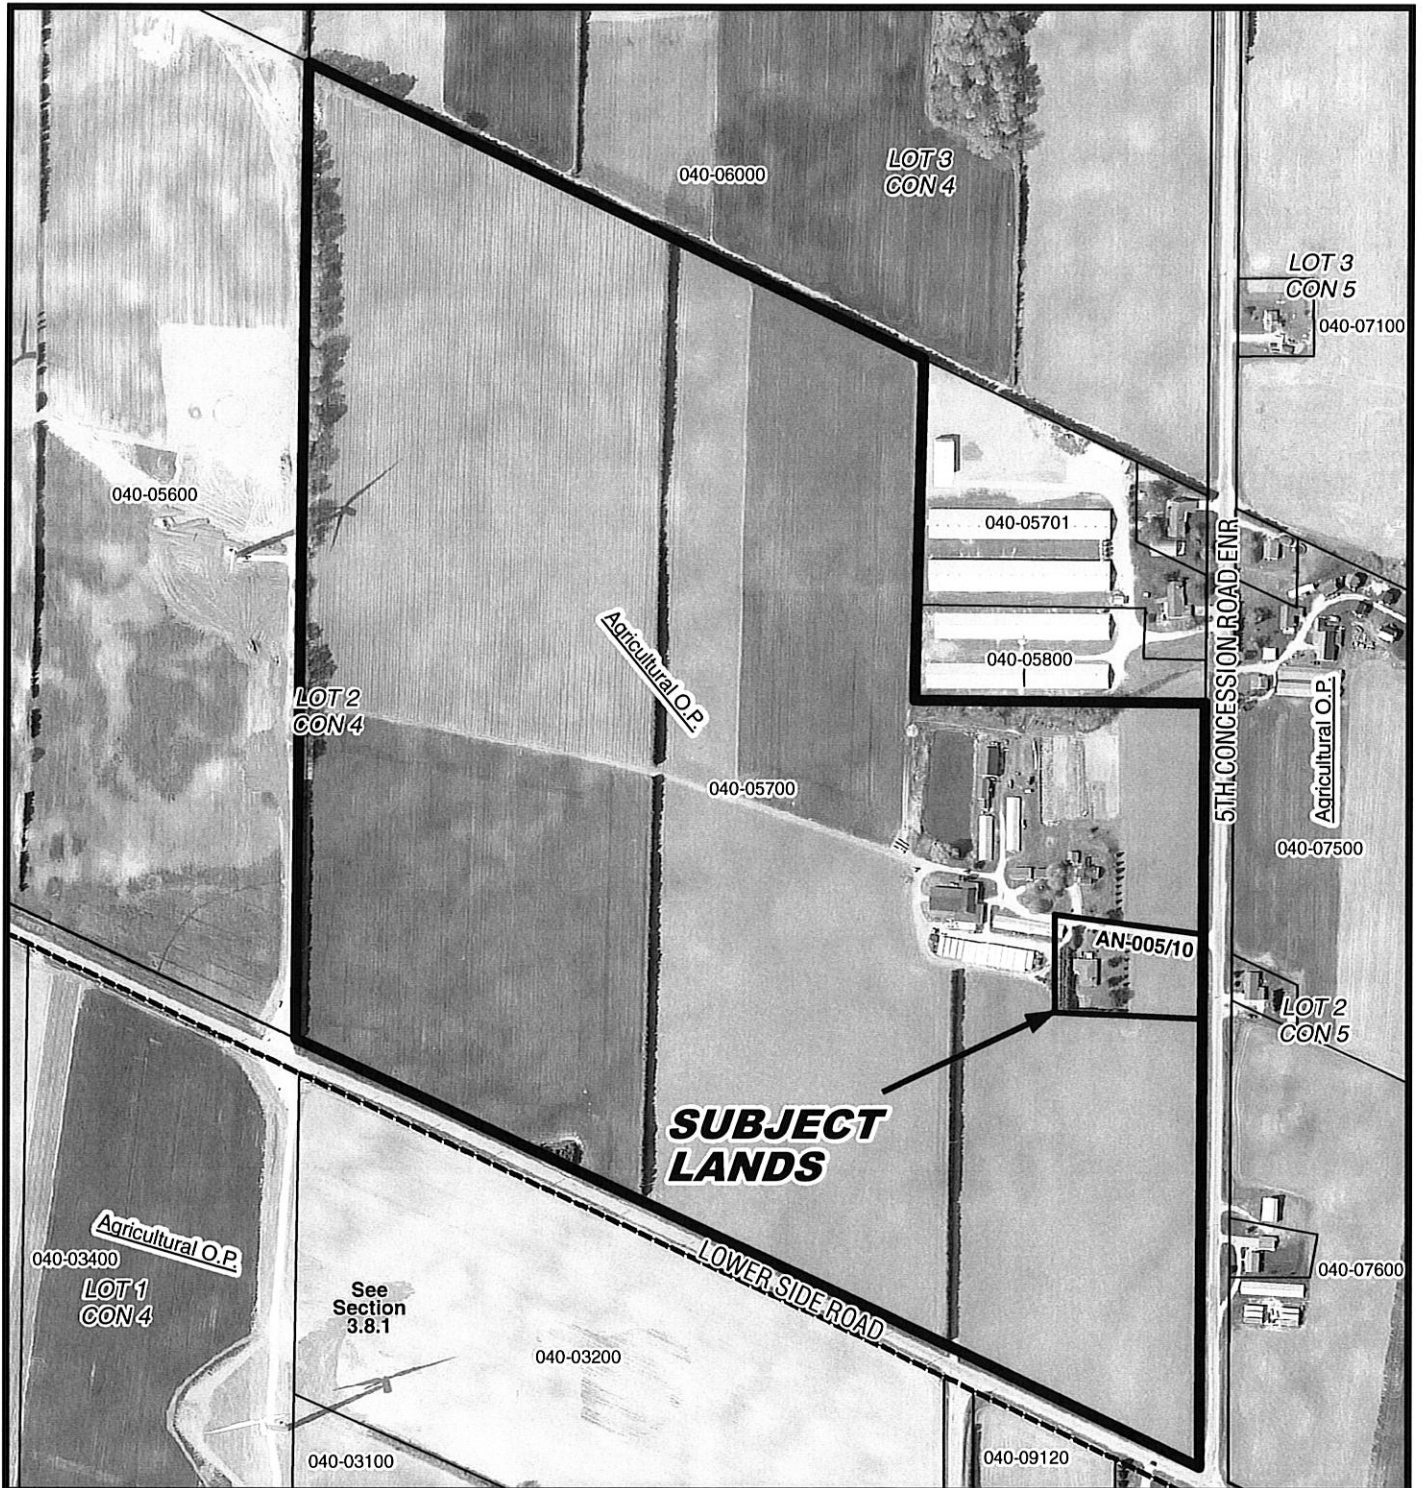 040-06000
LOT 3
CON 4
LOT 3
CON 5
040-07100
040-05600
040-05701
5TH CONCESSION ROAD ENR
Agricultural O.P.
040-05800
LOT 2
CON 4
Agricultural O.P.
040-05700
040-07500
AN-005/10
LOT 2
CON 5
SUBJECT
LANDS
Agricultural O.P.
040-03400
LOT 1
CON 4
See
Section
3.8.1
LOWER SIDE ROAD
040-07600
040-03200
040-03100
040-09120